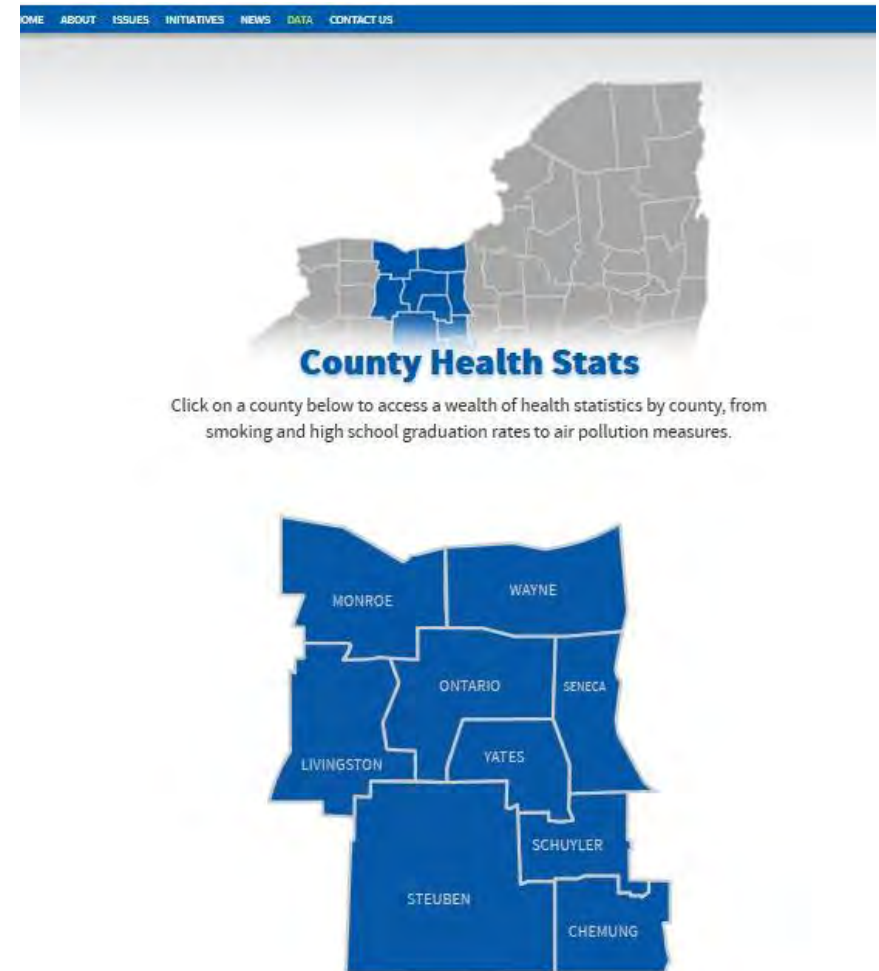 OME ABOUT ISSUES INITIATIVES NEWS DATA CONTACT US
County Health Stats
Click on a county below to access a wealth of health statistics by county, from
smoking and high school graduation rates to air pollution measures.
MONROE
WAYNE
ONTARIO
SENECA
LIVINGSTON
YATES
SCHUYLER
STEUBEN
CHEMUNG